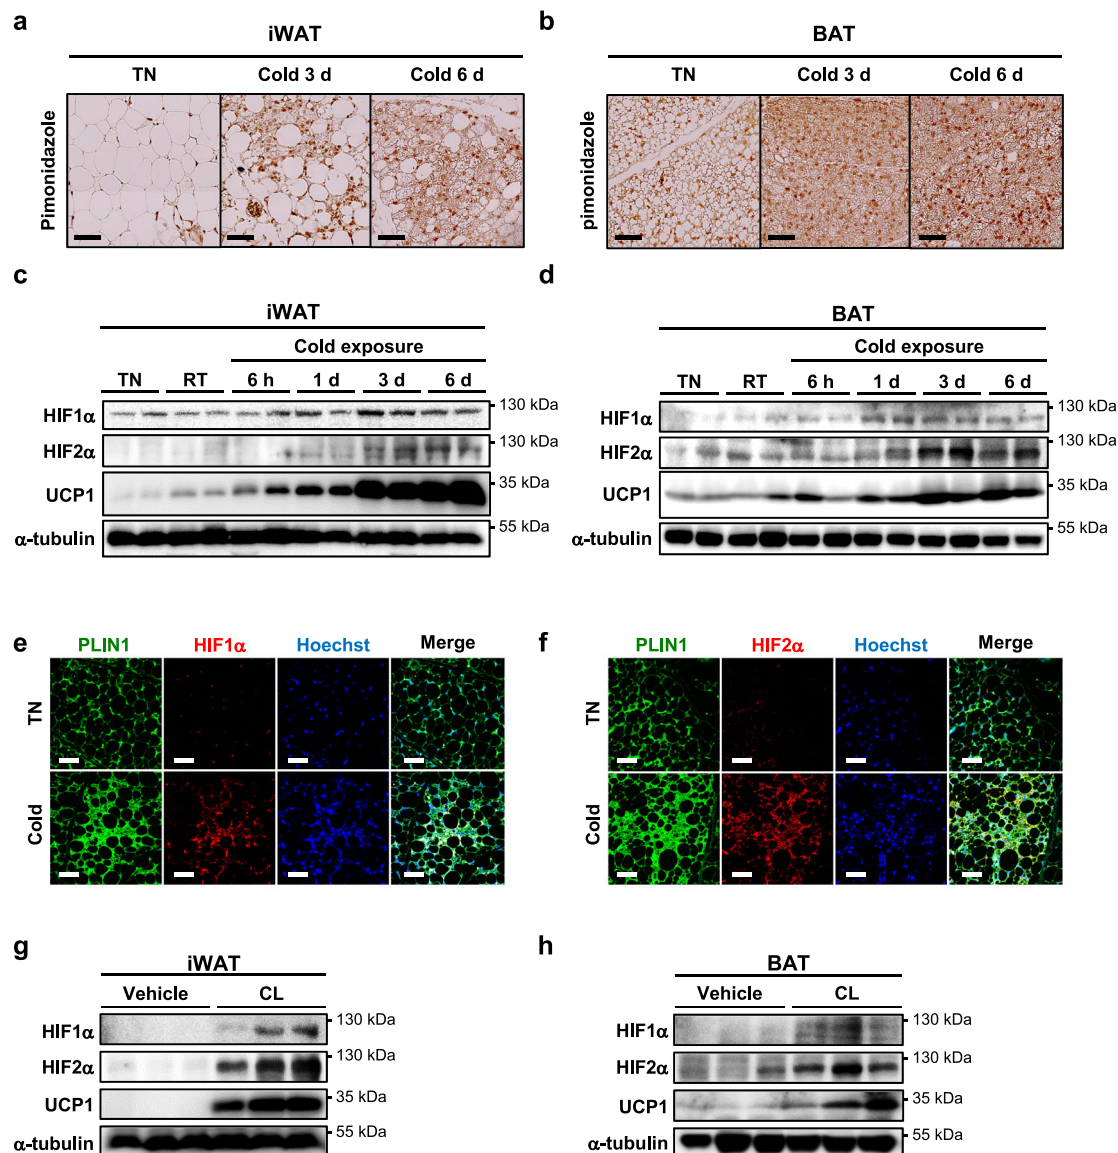 a
iWAT
TN Cold 3 d Cold 6 d
Pimonidazole
b
BAT
TN Cold 3 d Cold 6 d
pimonidazole
c
iWAT
Cold exposure
TN RT 6 h 1 d 3 d 6 d
HIF1α 130 kDa
HIF2α 130 kDa
UCP1 35 kDa
α-tubulin 55 kDa
d
BAT
Cold exposure
TN RT 6 h 1 d 3 d 6 d
HIF1α 130 kDa
HIF2α 130 kDa
UCP1 35 kDa
α-tubulin 55 kDa
e
PLIN1 HIF1α Hoechst Merge
TN
Cold
f
PLIN1 HIF2α Hoechst Merge
TN
Cold
g
iWAT
Vehicle CL
HIF1α 130 kDa
HIF2α 130 kDa
UCP1 35 kDa
α-tubulin 55 kDa
h
BAT
Vehicle CL
HIF1α 130 kDa
HIF2α 130 kDa
UCP1 35 kDa
α-tubulin 55 kDa